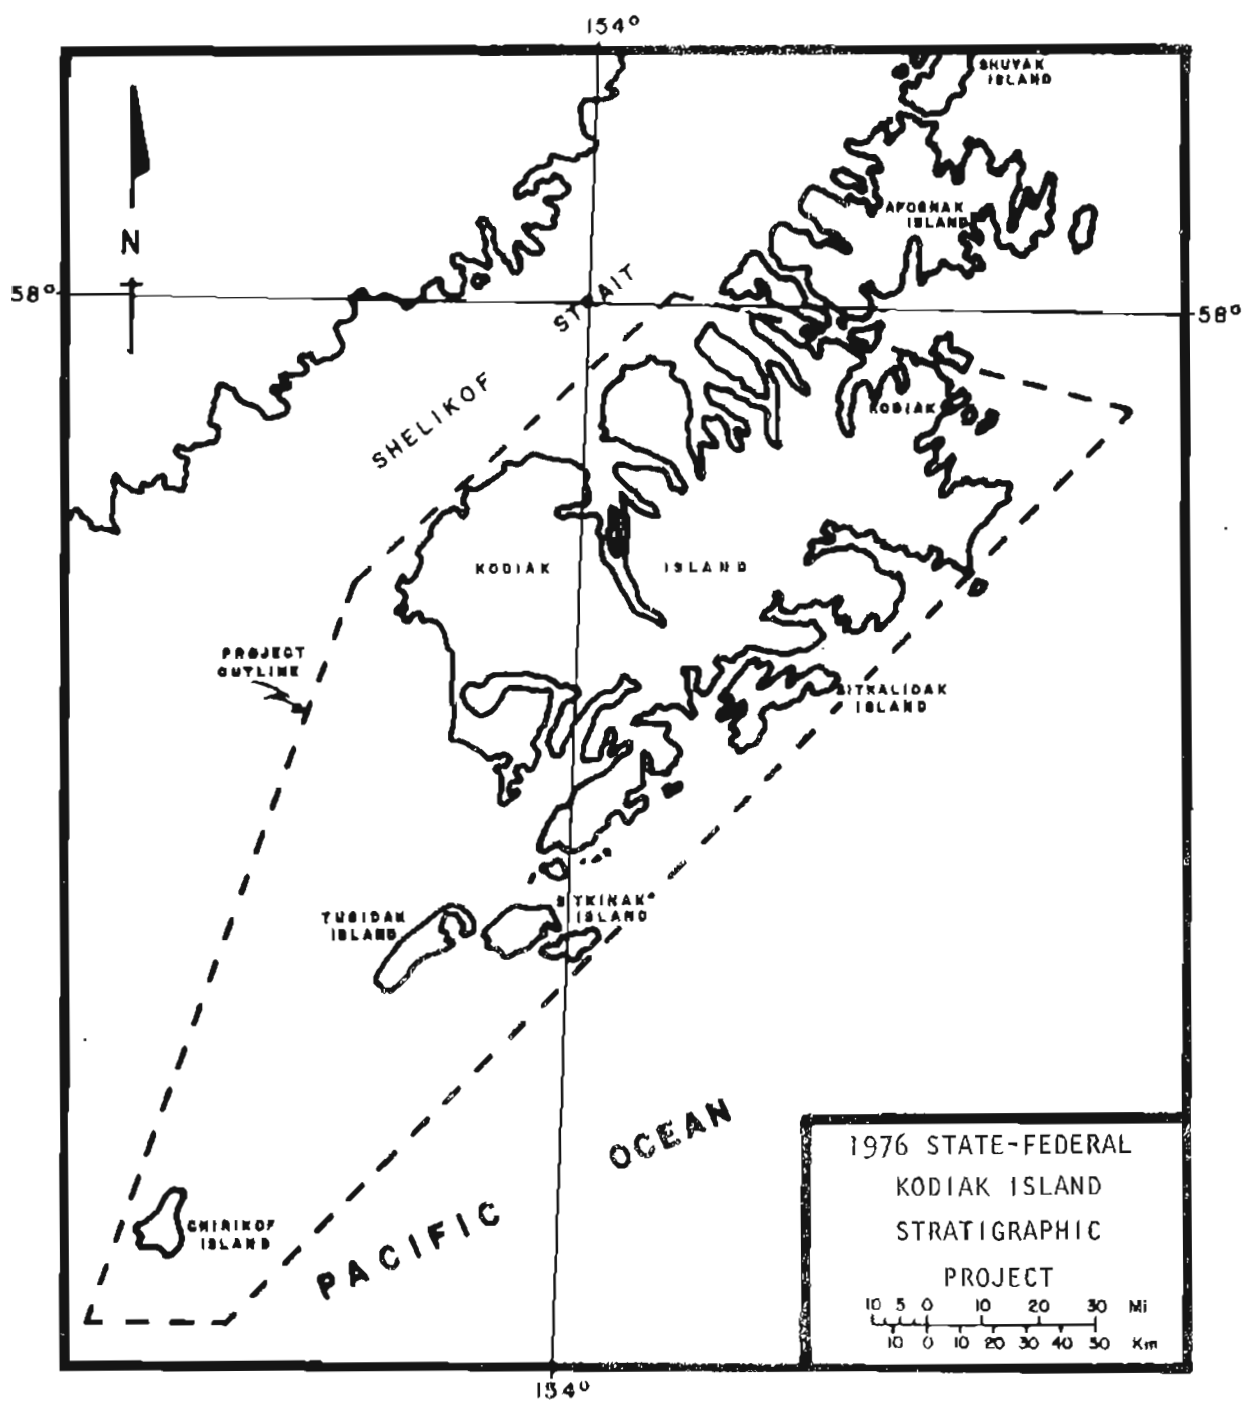 154°
SHUYAK
ISLAND
AFOGNAK
ISLAND
N
58°
58°
ST AIT
SHELIKOF
KODIAK
KODIAK ISLAND
PROJECT
OUTLINE
SITKALIDAK
ISLAND
SITKINAK
ISLAND
TUGIDAK
ISLAND
OCEAN
PACIFIC
CHIRIKOF
ISLAND
1976 STATE-FEDERAL
KODIAK ISLAND
STRATIGRAPHIC
PROJECT
10 5 0 10 20 30 Mi
10 0 10 20 30 40 50 Km
154°